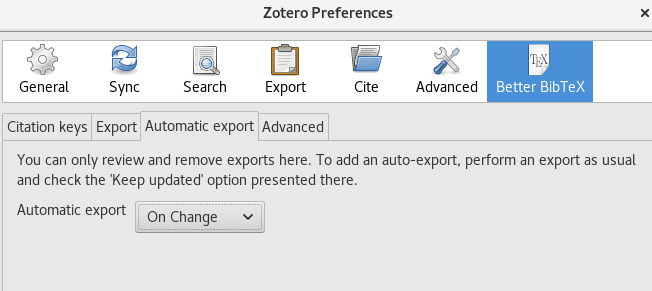 Zotero Preferences
General Sync Search Export Cite Advanced Better BibTeX
Citation keys Export Automatic export Advanced
You can only review and remove exports here. To add an auto-export, perform an export as usual
and check the 'Keep updated' option presented there.
Automatic export On Change